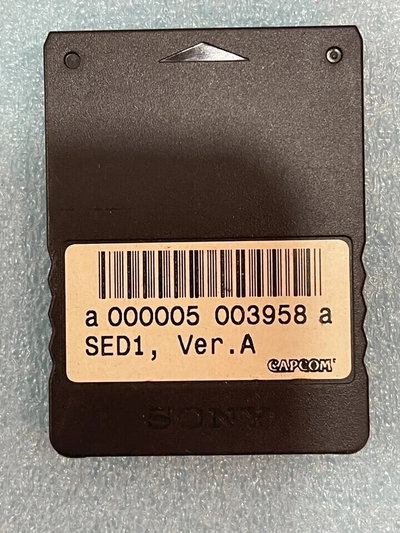 a 000005 003958 a
SED1, Ver.A
CAPCOM
SONY